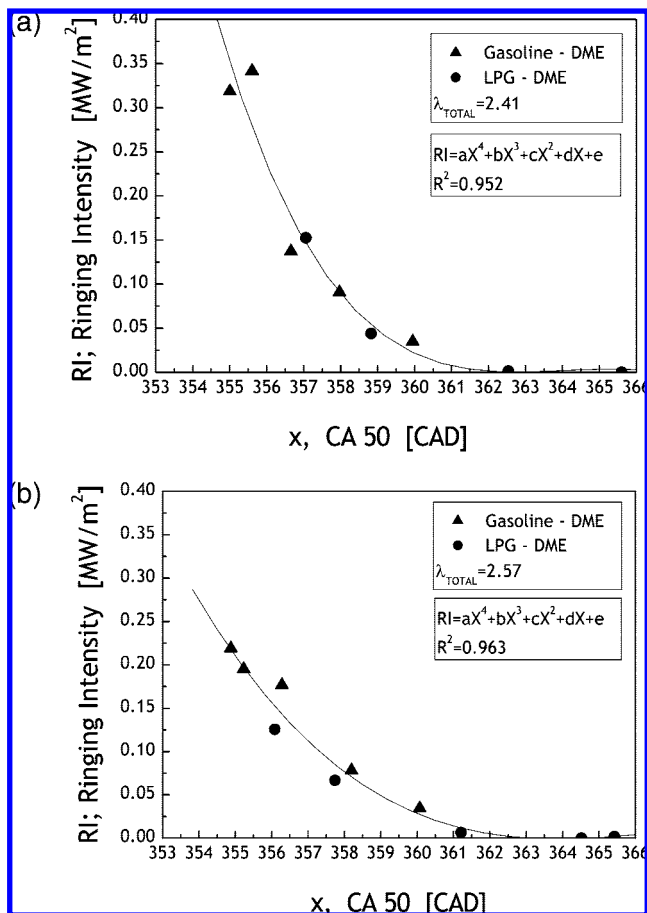 (a)
RI; Ringing Intensity [MW/m²]
0.40
0.35
0.30
0.25
0.20
0.15
0.10
0.05
0.00
▲ Gasoline - DME
● LPG - DME
λTOTAL=2.41
RI=aX⁴+bX³+cX²+dX+e
R²=0.952
353 354 355 356 357 358 359 360 361 362 363 364 365 366
x, CA 50 [CAD]
(b)
RI; Ringing Intensity [MW/m²]
0.40
0.35
0.30
0.25
0.20
0.15
0.10
0.05
0.00
▲ Gasoline - DME
● LPG - DME
λTOTAL=2.57
RI=aX⁴+bX³+cX²+dX+e
R²=0.963
353 354 355 356 357 358 359 360 361 362 363 364 365 366
x, CA 50 [CAD]